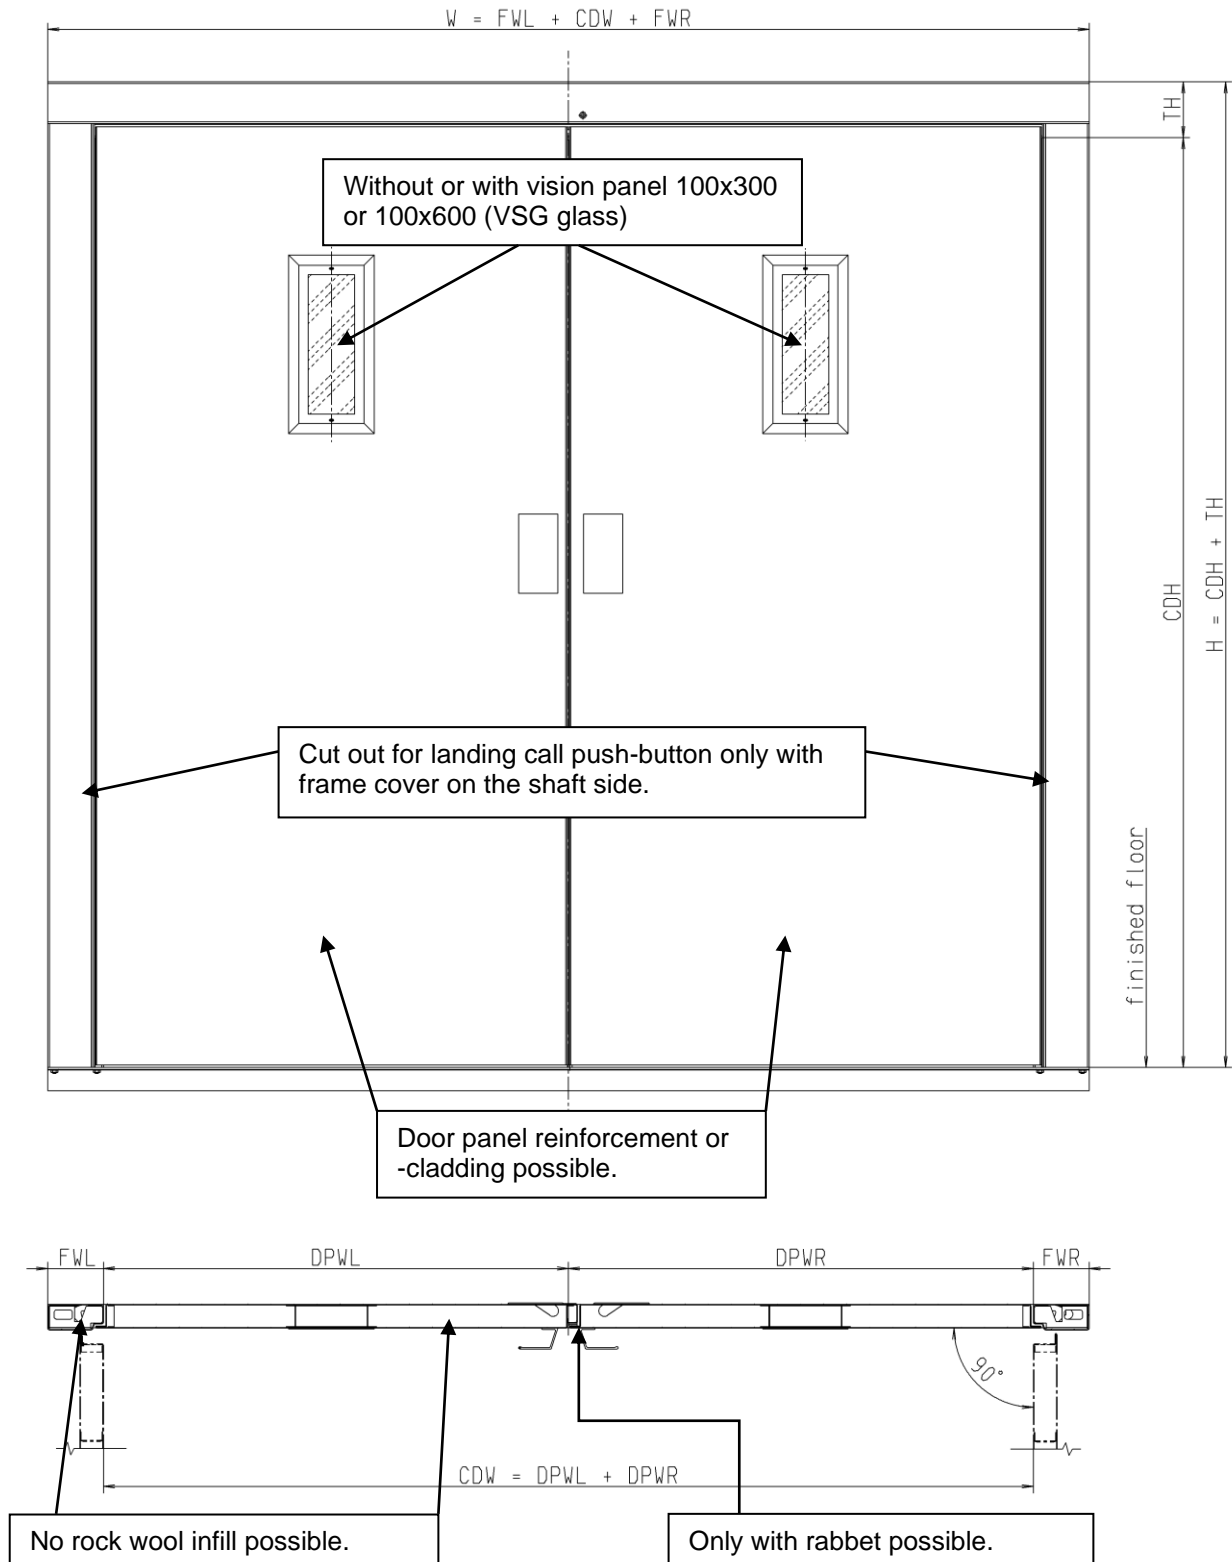 W = FWL + CDW + FWR
TH
Without or with vision panel 100x300
or 100x600 (VSG glass)
CDH
H = CDH + TH
Cut out for landing call push-button only with
frame cover on the shaft side.
finished floor
Door panel reinforcement or
-cladding possible.
FWL
DPWL
DPWR
FWR
90°
CDW = DPWL + DPWR
No rock wool infill possible.
Only with rabbet possible.